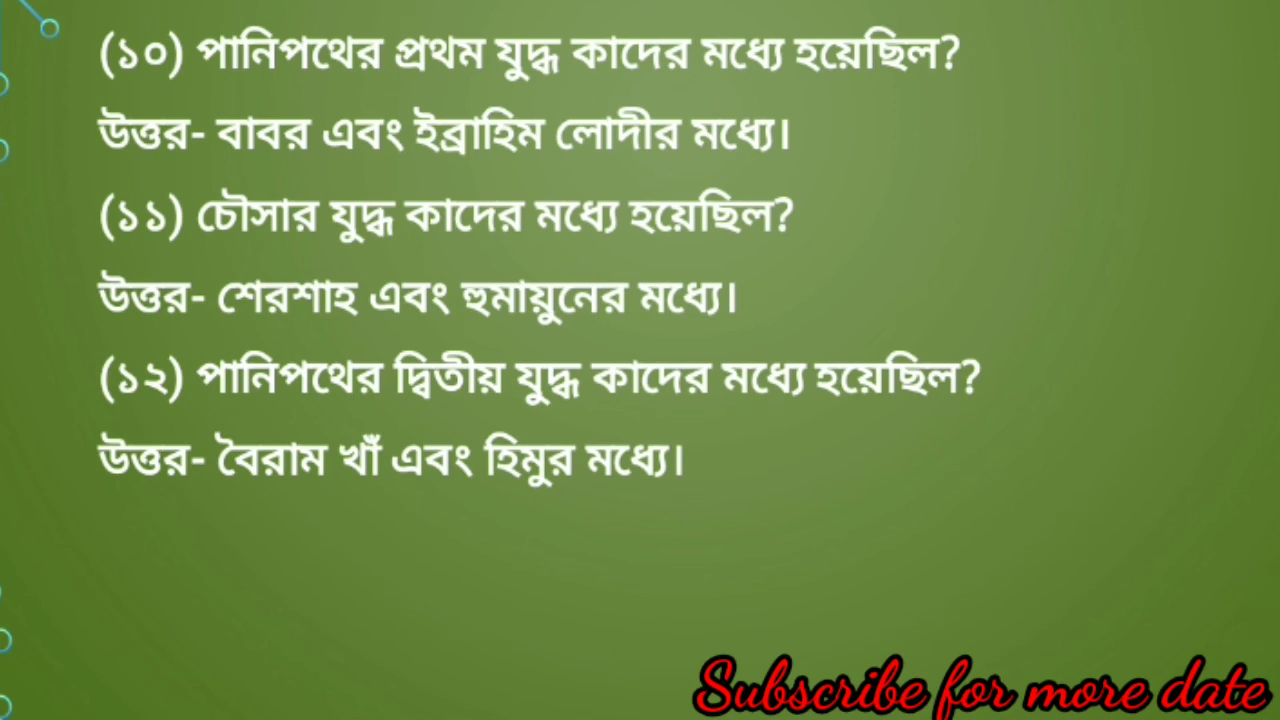 (১০) পানিপথের প্রথম যুদ্ধ কাদের মধ্যে হয়েছিল?
উত্তর- বাবর এবং ইব্রাহিম লোদীর মধ্যে।
(১১) চৌসার যুদ্ধ কাদের মধ্যে হয়েছিল?
উত্তর- শেরশাহ এবং হুমায়ুনের মধ্যে।
(১২) পানিপথের দ্বিতীয় যুদ্ধ কাদের মধ্যে হয়েছিল?
উত্তর- বৈরাম খাঁ এবং হিমুর মধ্যে।
Subscribe for more date